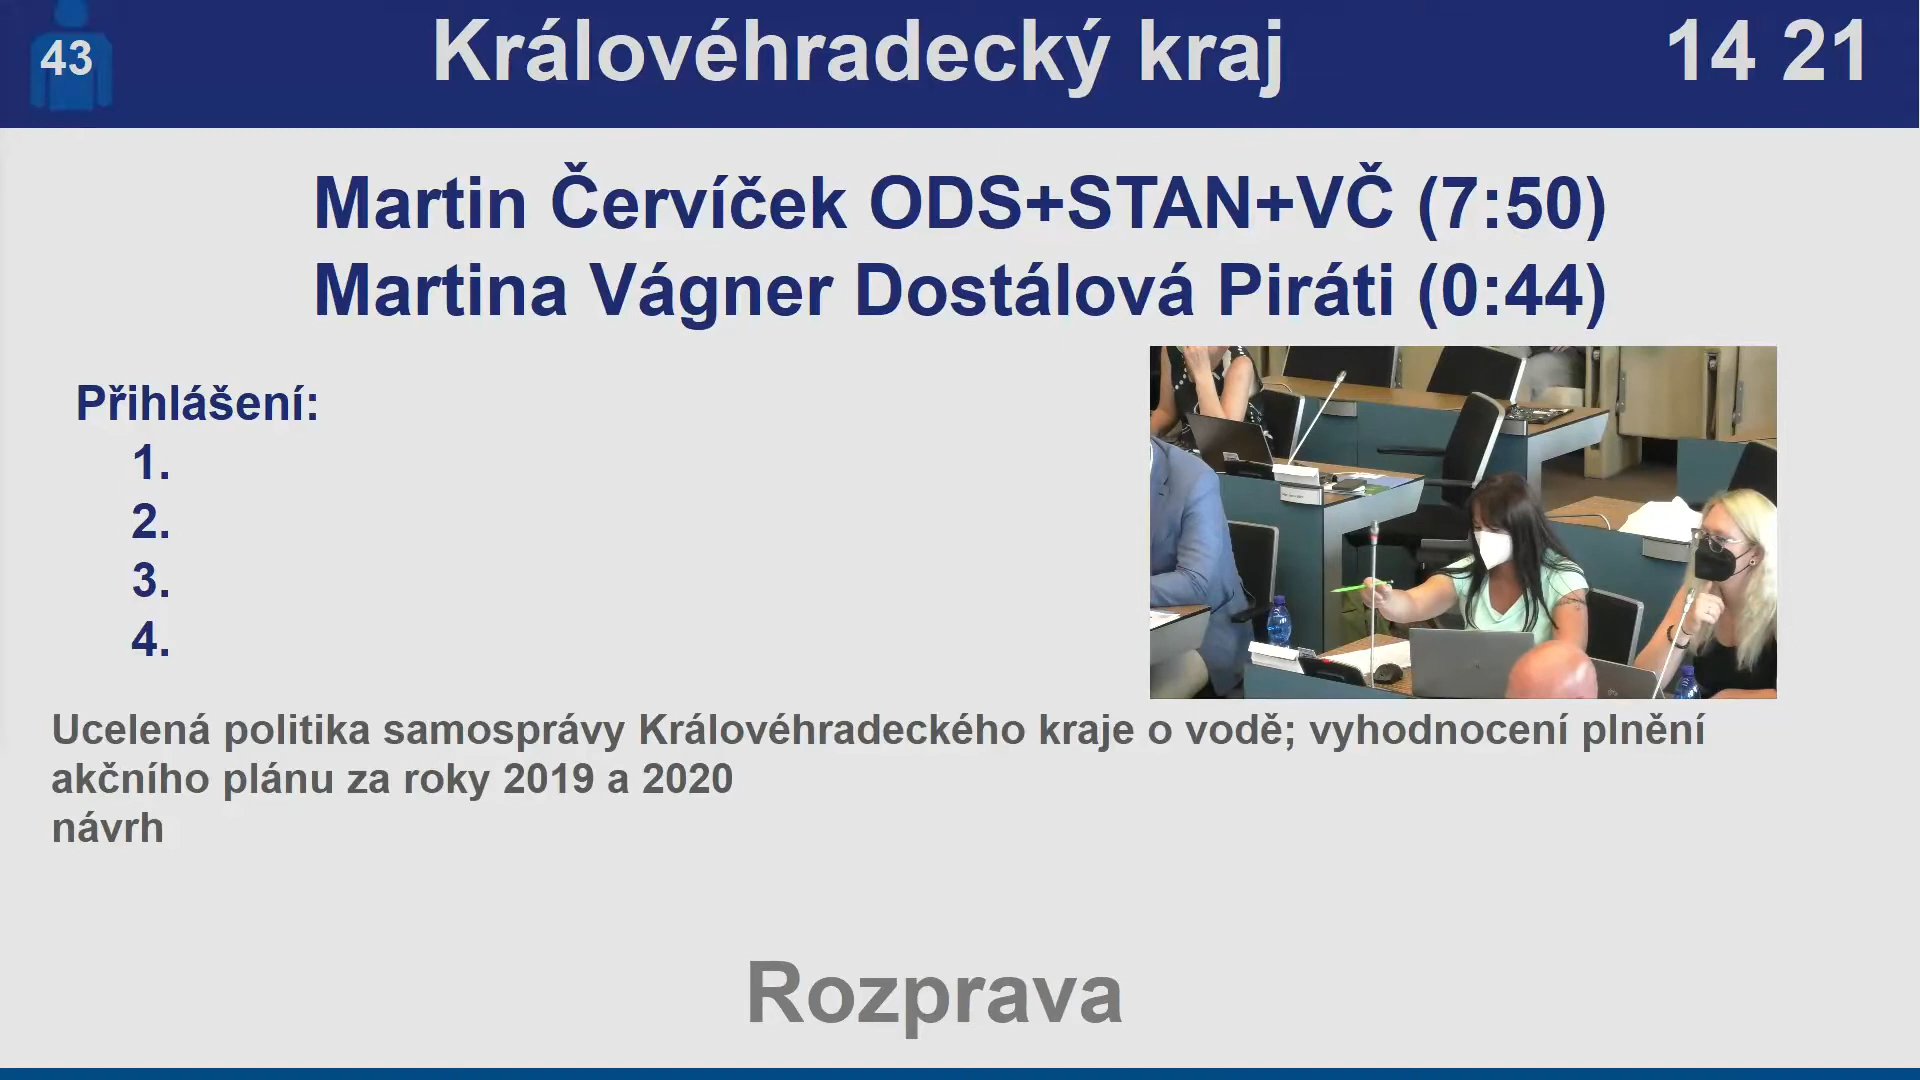 43
Královéhradecký kraj
14 21
Martin Červíček ODS+STAN+VČ (7:50)
Martina Vágner Dostálová Piráti (0:44)
Přihlášení:
1.
2.
3.
4.
Ucelená politika samosprávy Královéhradeckého kraje o vodě; vyhodnocení plnění
akčního plánu za roky 2019 a 2020
návrh
Rozprava